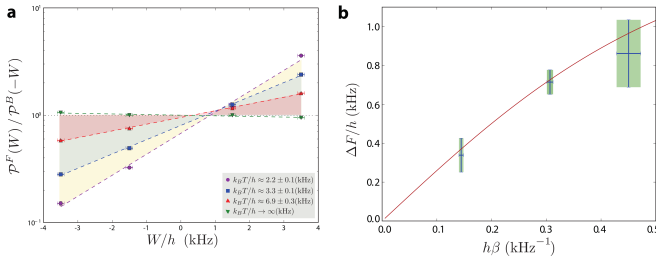 a
10¹
10⁰
10⁻¹
-4
-3
-2
-1
0
1
2
3
4
P^F(W)/P^B(-W)
W/h (kHz)
k_BT/h ≈ 2.2 ± 0.1(kHz)
k_BT/h ≈ 3.3 ± 0.1(kHz)
k_BT/h ≈ 6.9 ± 0.3(kHz)
k_BT/h → ∞(kHz)
b
1.0
0.8
0.6
0.4
0.2
0.0
0.0
0.1
0.2
0.3
0.4
0.5
ΔF/h (kHz)
hβ (kHz⁻¹)